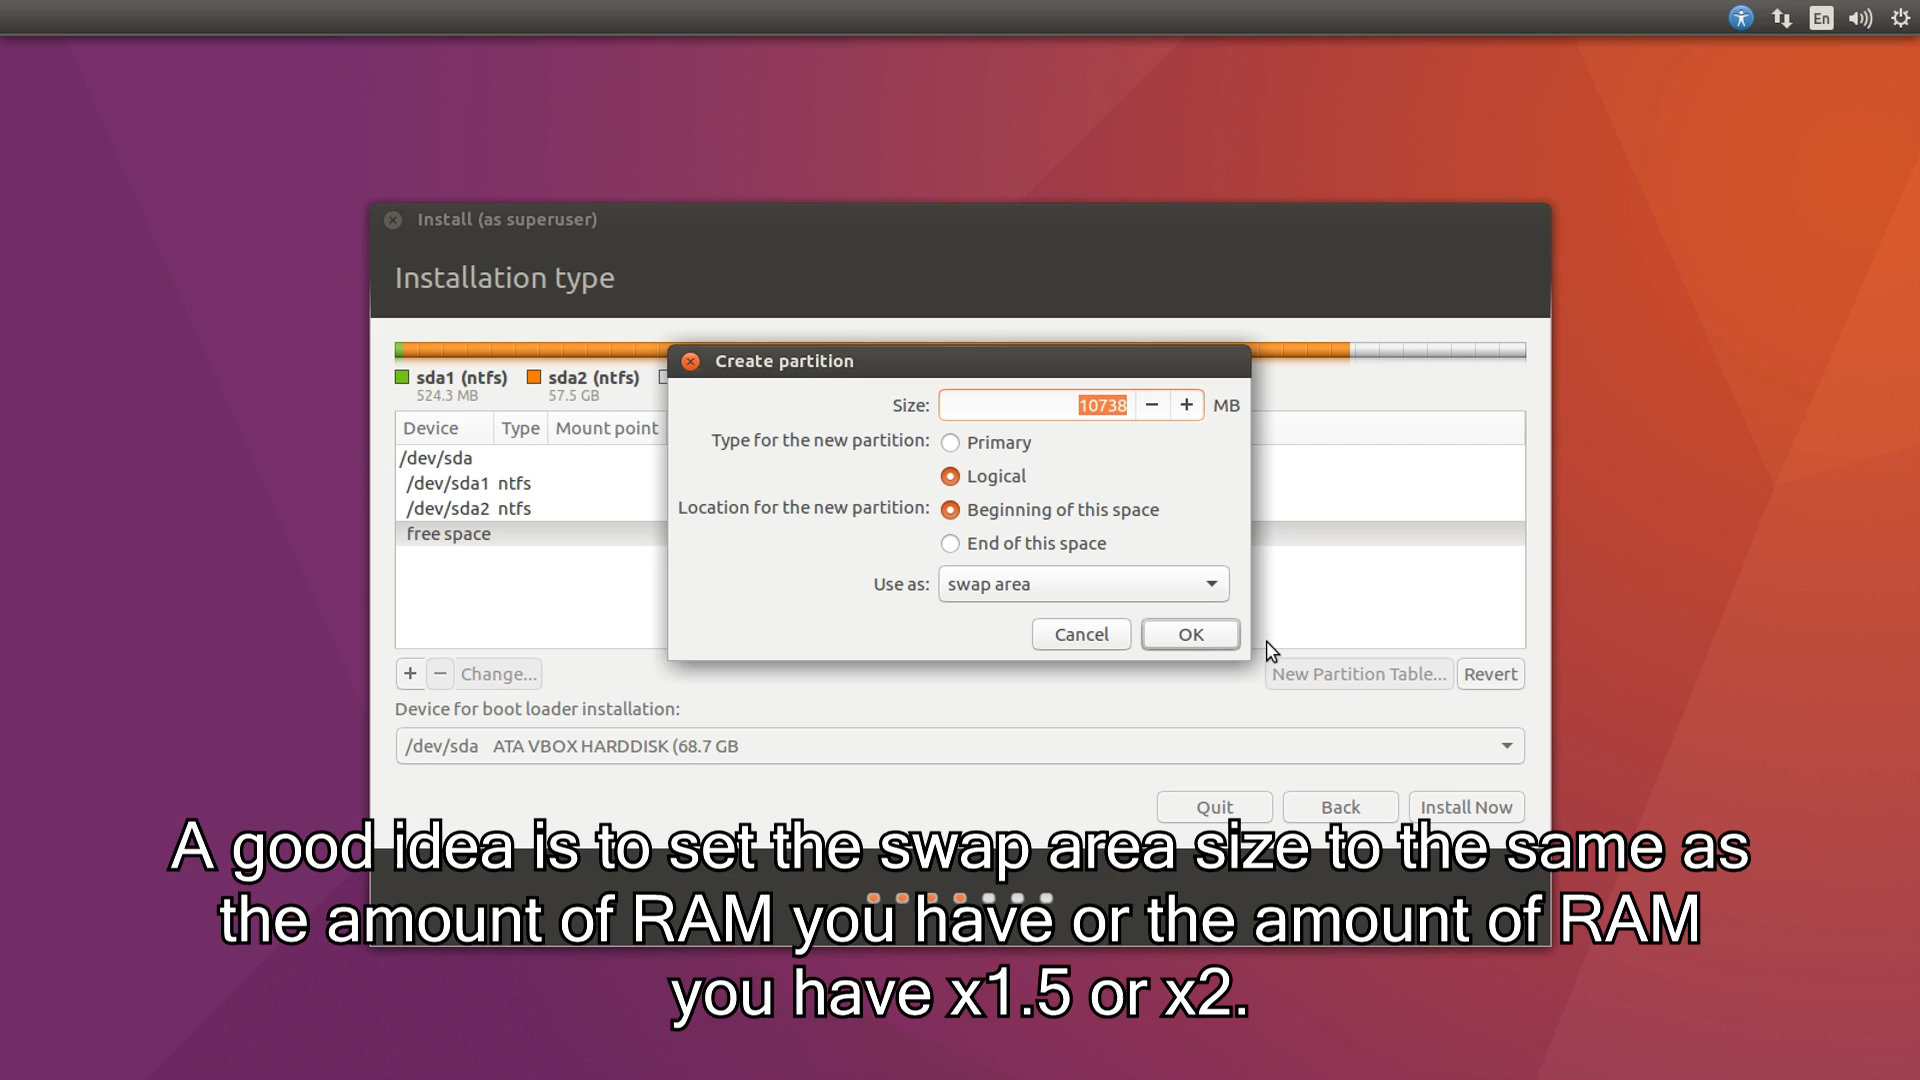 En
Install (as superuser)
Installation type
Create partition
sda1 (ntfs)
524.3 MB
sda2 (ntfs)
57.5 GB
Size: 10738 − + MB
Type for the new partition: Primary
Logical
Location for the new partition: Beginning of this space
End of this space
Use as: swap area
Cancel OK
Device Type Mount point
/dev/sda
/dev/sda1 ntfs
/dev/sda2 ntfs
free space
+ − Change... New Partition Table... Revert
Device for boot loader installation:
/dev/sda ATA VBOX HARDDISK (68.7 GB
Quit Back Install Now
A good idea is to set the swap area size to the same as
the amount of RAM you have or the amount of RAM
you have x1.5 or x2.